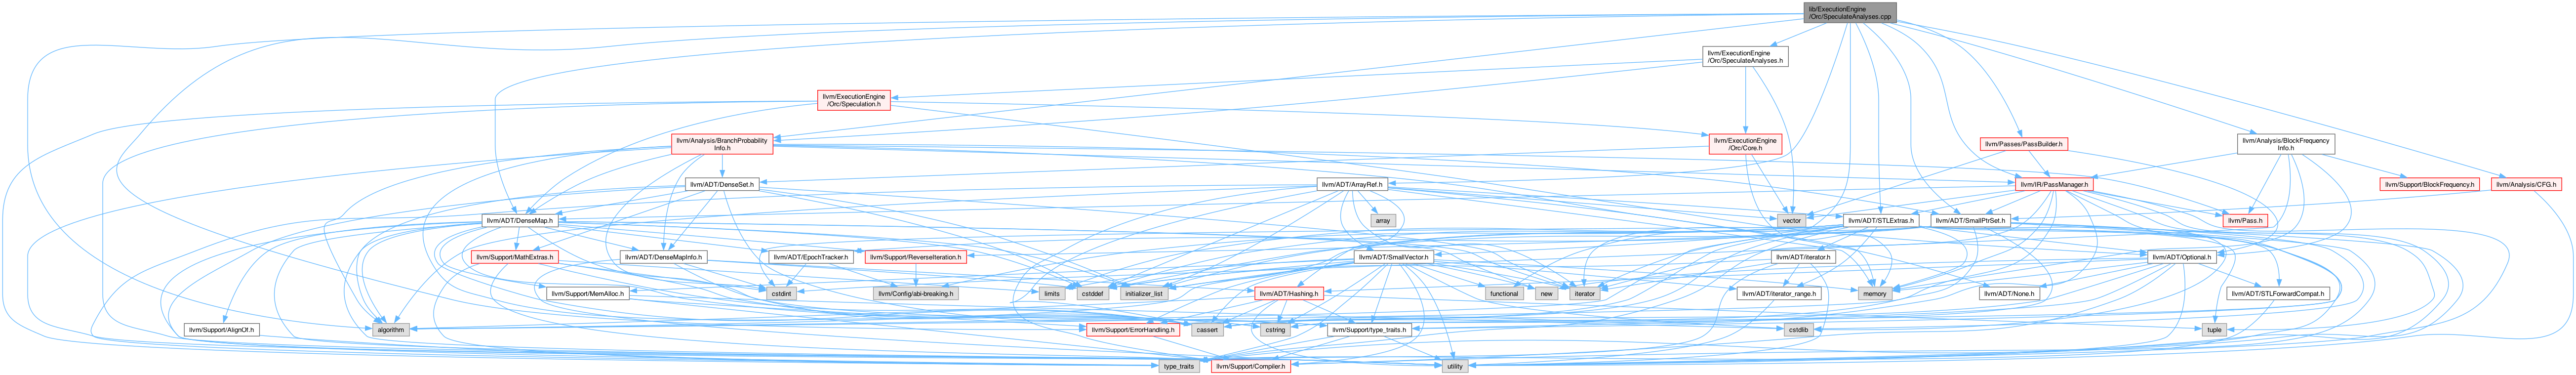 lib/ExecutionEngine
/Orc/SpeculateAnalyses.cpp
llvm/ExecutionEngine
/Orc/SpeculateAnalyses.h
llvm/ExecutionEngine
/Orc/Speculation.h
llvm/Analysis/BranchProbability
Info.h
llvm/ExecutionEngine
/Orc/Core.h
llvm/Passes/PassBuilder.h
llvm/Analysis/BlockFrequency
Info.h
llvm/ADT/DenseSet.h
llvm/ADT/ArrayRef.h
llvm/IR/PassManager.h
llvm/Support/BlockFrequency.h
llvm/Analysis/CFG.h
llvm/ADT/DenseMap.h
array
vector
llvm/ADT/STLExtras.h
llvm/ADT/SmallPtrSet.h
llvm/Pass.h
llvm/Support/MathExtras.h
llvm/ADT/DenseMapInfo.h
llvm/ADT/EpochTracker.h
llvm/Support/ReverseIteration.h
llvm/ADT/SmallVector.h
llvm/ADT/iterator.h
llvm/ADT/Optional.h
llvm/Support/MemAlloc.h
cstdint
llvm/Config/abi-breaking.h
limits
cstddef
initializer_list
functional
new
iterator
llvm/ADT/Hashing.h
llvm/ADT/iterator_range.h
memory
llvm/ADT/None.h
llvm/ADT/STLForwardCompat.h
llvm/Support/AlignOf.h
algorithm
llvm/Support/ErrorHandling.h
cassert
cstring
llvm/Support/type_traits.h
cstdlib
tuple
type_traits
llvm/Support/Compiler.h
utility